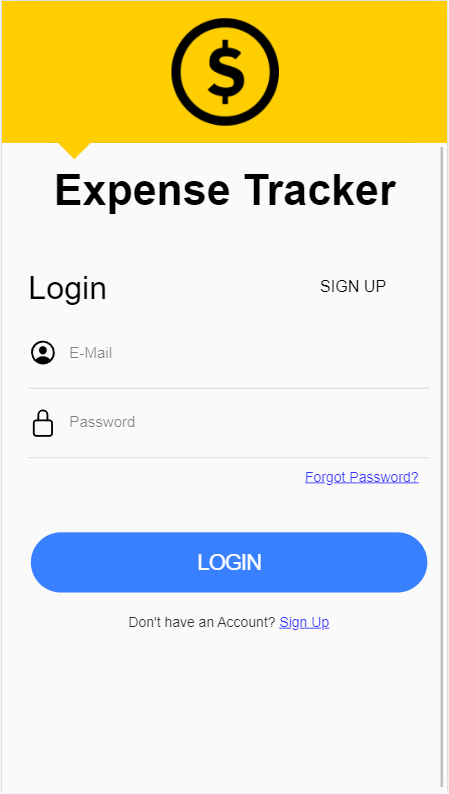 $
Expense Tracker
Login SIGN UP
E-Mail
Password
Forgot Password?
LOGIN
Don't have an Account? Sign Up